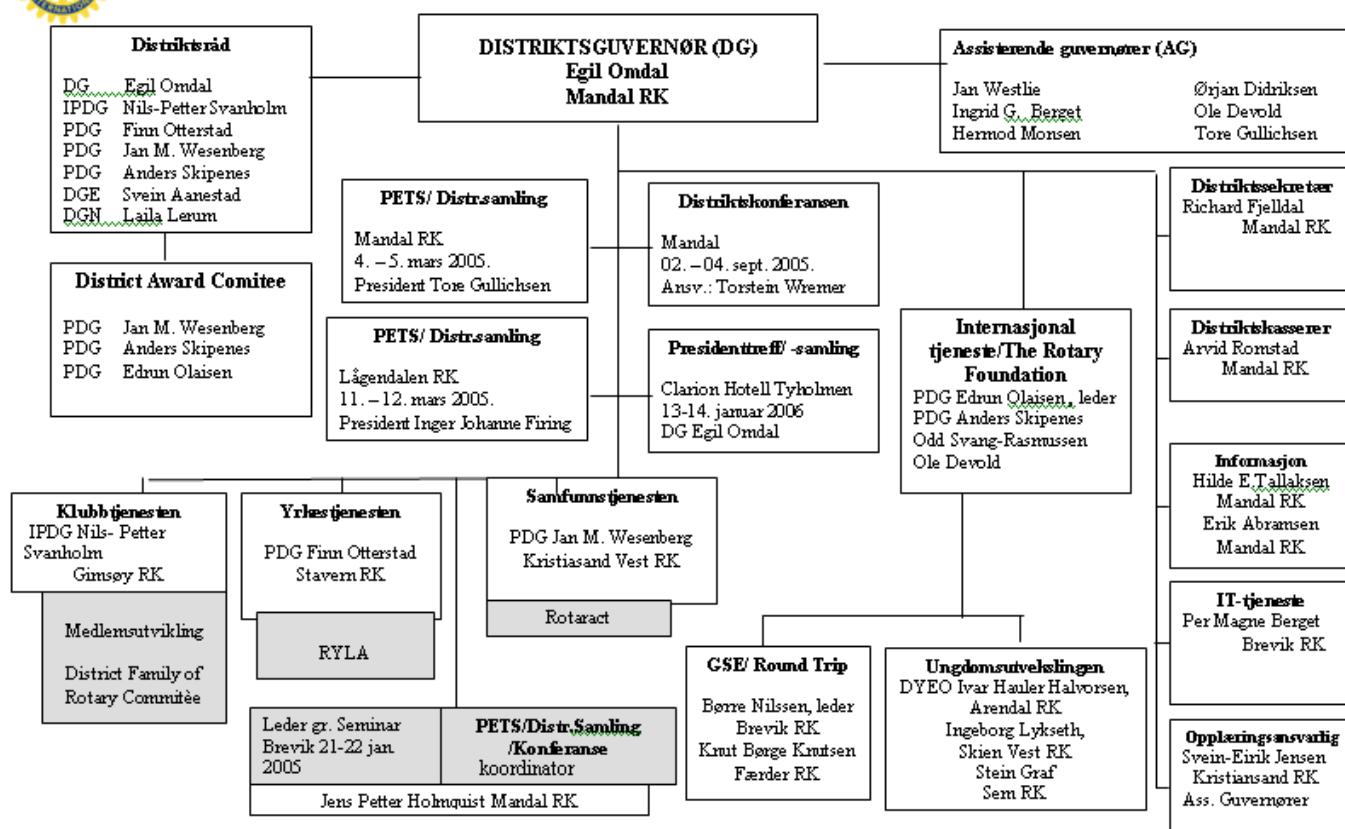 INTERNATIONAL
Distriktsråd
DG Egil Omdal
IPDG Nils-Petter Svanholm
PDG Finn Otterstad
PDG Jan M. Wesenberg
PDG Anders Skipenes
DGE Svein Aanestad
DGN Laila Lerum
DISTRIKTSGUVERNØR (DG)
Egil Omdal
Mandal RK
Assisterende guvernører (AG)
Jan Westlie Ørjan Didriksen
Ingrid G. Berget Ole Devold
Hermod Monsen Tore Gullichsen
District Award Comitee
PDG Jan M. Wesenberg
PDG Anders Skipenes
PDG Edrun Olaisen
PETS/ Distr.samling
Mandal RK
4. – 5. mars 2005.
President Tore Gullichsen
Distriktskonferansen
Mandal
02. – 04. sept. 2005.
Ansv.: Torstein Wremer
PETS/ Distr.samling
Lågendalen RK
11. – 12. mars 2005.
President Inger Johanne Firing
Presidenttreff/ -samling
Clarion Hotell Tyholmen
13-14. januar 2006
DG Egil Omdal
Internasjonal
tjeneste/The Rotary
Foundation
PDG Edrun Olaisen, leder
PDG Anders Skipenes
Odd Svang-Rasmussen
Ole Devold
Distriktssekretær
Richard Fjelldal
Mandal RK
Distriktskasserer
Arvid Romstad
Mandal RK
Informasjon
Hilde E.Tallaksen
Mandal RK
Erik Abramsen
Mandal RK
IT-tjeneste
Per Magne Berget
Brevik RK
Opplæringsansvarlig
Svein-Eirik Jensen
Kristiansand RK
Ass. Guvernører
Klubbtjenesten
IPDG Nils- Petter
Svanholm
Gimsøy RK
Medlemsutvikling
District Family of
Rotary Commitèe
Yrkestjenesten
PDG Finn Otterstad
Stavern RK
RYLA
Samfunnstjenesten
PDG Jan M. Wesenberg
Kristiasand Vest RK
Rotaract
Leder gr. Seminar
Brevik 21-22 jan
2005
PETS/Distr.Samling
/Konferanse
koordinator
Jens Petter Holmquist Mandal RK
GSE/ Round Trip
Børre Nilssen, leder
Brevik RK
Knut Børge Knutsen
Færder RK
Ungdomsutvekslingen
DYEO Ivar Hauler Halvorsen,
Arendal RK
Ingeborg Lykseth,
Skien Vest RK
Stein Graf
Sem RK